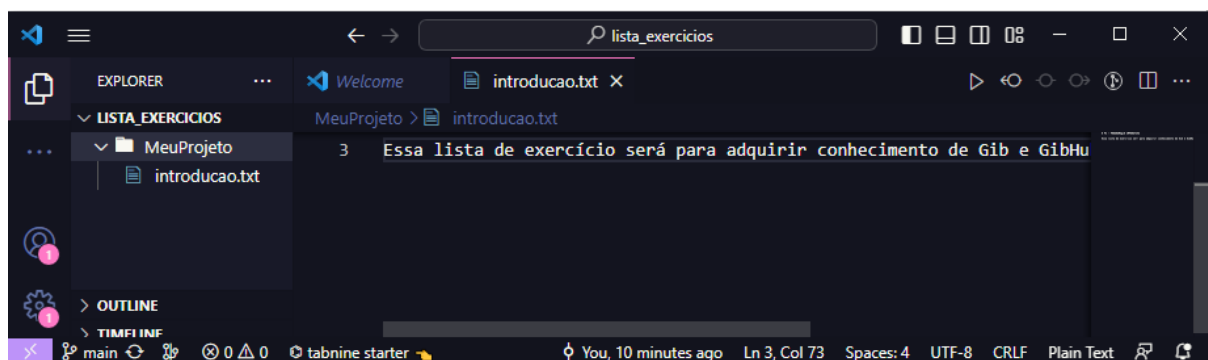 lista_exercicios
EXPLORER
Welcome
introducao.txt
LISTA_EXERCICIOS
MeuProjeto > introducao.txt
MeuProjeto
3 Essa lista de exercício será para adquirir conhecimento de Gib e GibHu
introducao.txt
1
1
OUTLINE
TIMELINE
main 0 0 tabnine starter You, 10 minutes ago Ln 3, Col 73 Spaces: 4 UTF-8 CRLF Plain Text